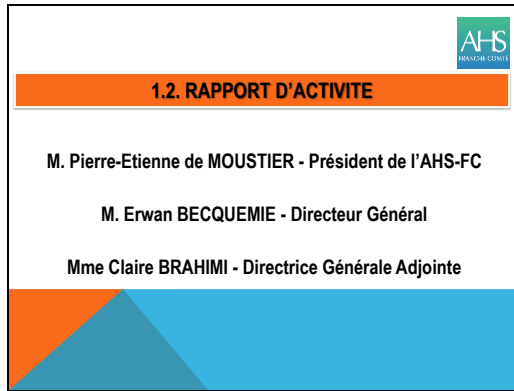 AHS
FRANCHE-COMTÉ
1.2. RAPPORT D'ACTIVITE
M. Pierre-Etienne de MOUSTIER - Président de l'AHS-FC
M. Erwan BECQUEMIE - Directeur Général
Mme Claire BRAHIMI - Directrice Générale Adjointe